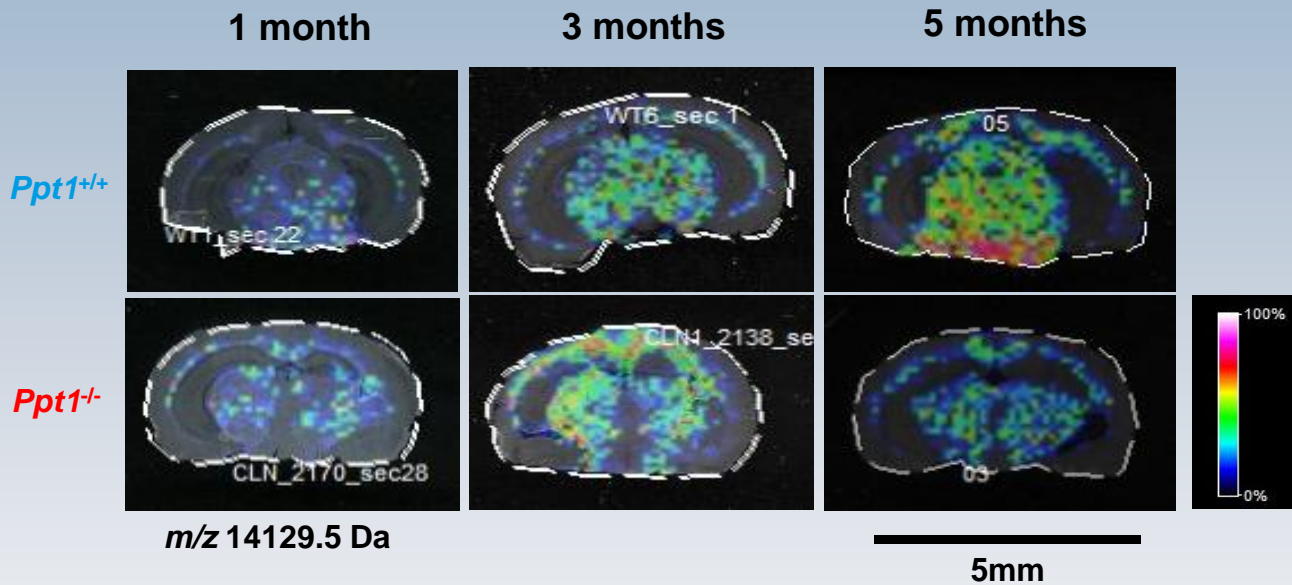 1 month
3 months
5 months
Ppt1+/+
WT1_sec 22
WT6_sec 1
05
Ppt1-/-
CLN_2170_sec28
CLN1_2138_se
03
100%
0%
m/z 14129.5 Da
5mm